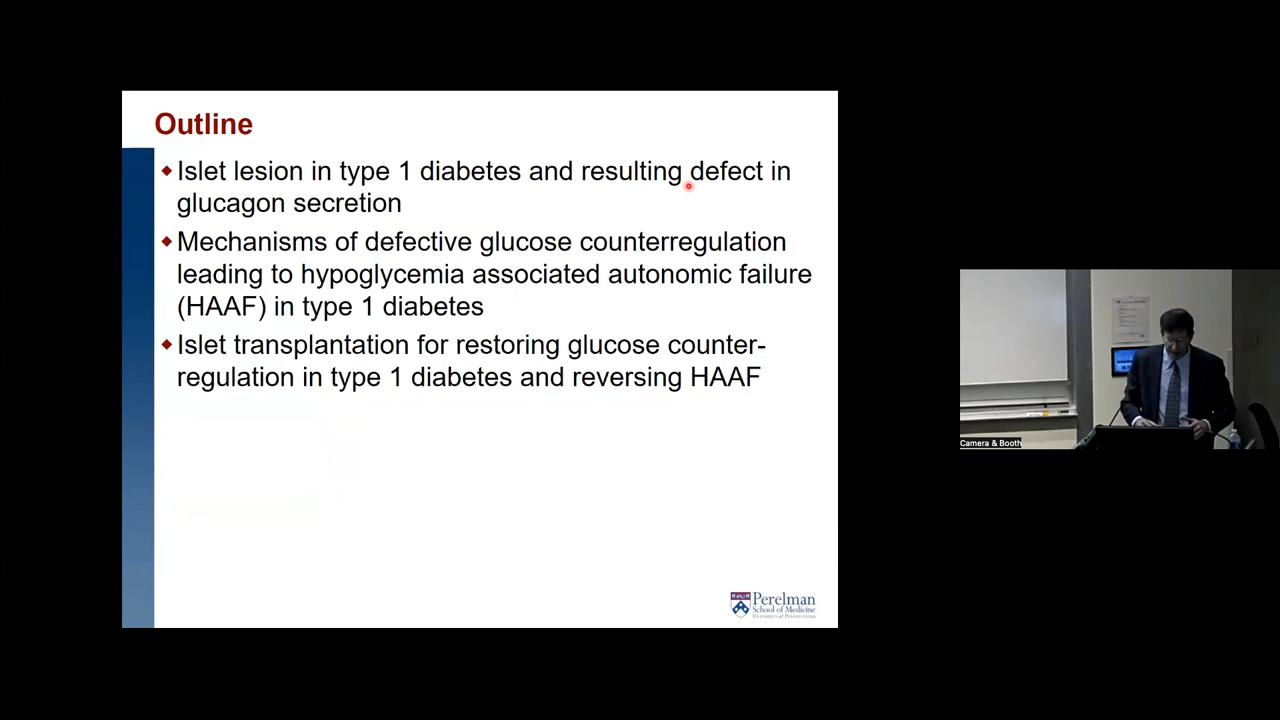 Outline
Islet lesion in type 1 diabetes and resulting defect in
glucagon secretion
Mechanisms of defective glucose counterregulation
leading to hypoglycemia associated autonomic failure
(HAAF) in type 1 diabetes
Islet transplantation for restoring glucose counter-
regulation in type 1 diabetes and reversing HAAF
Perelman
School of Medicine
University of Pennsylvania
Camera & Booth